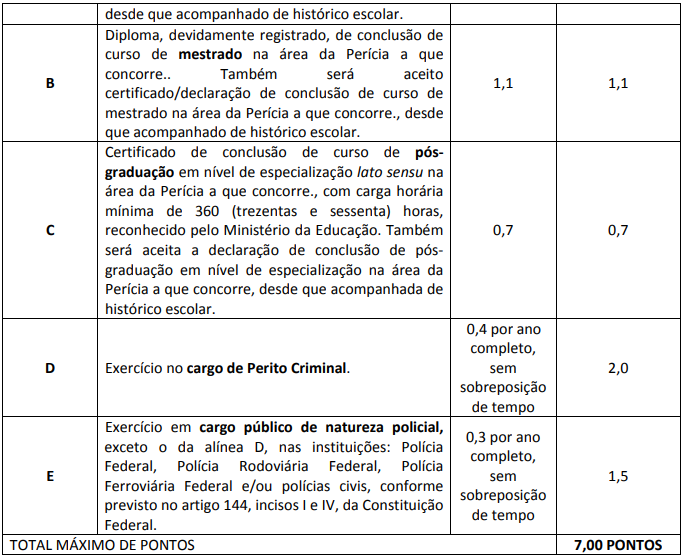 desde que acompanhado de histórico escolar.
B
Diploma, devidamente registrado, de conclusão de
curso de mestrado na área da Perícia a que
concorre.. Também será aceito
certificado/declaração de conclusão de curso de
mestrado na área da Perícia a que concorre., desde
que acompanhado de histórico escolar.
1,1
1,1
C
Certificado de conclusão de curso de pós-
graduação em nível de especialização lato sensu na
área da Perícia a que concorre., com carga horária
mínima de 360 (trezentas e sessenta) horas,
reconhecido pelo Ministério da Educação. Também
será aceita a declaração de conclusão de pós-
graduação em nível de especialização na área da
Perícia a que concorre, desde que acompanhada de
histórico escolar.
0,7
0,7
D
Exercício no cargo de Perito Criminal.
0,4 por ano
completo,
sem
sobreposição
de tempo
2,0
E
Exercício em cargo público de natureza policial,
exceto o da alínea D, nas instituições: Polícia
Federal, Polícia Rodoviária Federal, Polícia
Ferroviária Federal e/ou polícias civis, conforme
previsto no artigo 144, incisos I e IV, da Constituição
Federal.
0,3 por ano
completo,
sem
sobreposição
de tempo
1,5
TOTAL MÁXIMO DE PONTOS
7,00 PONTOS